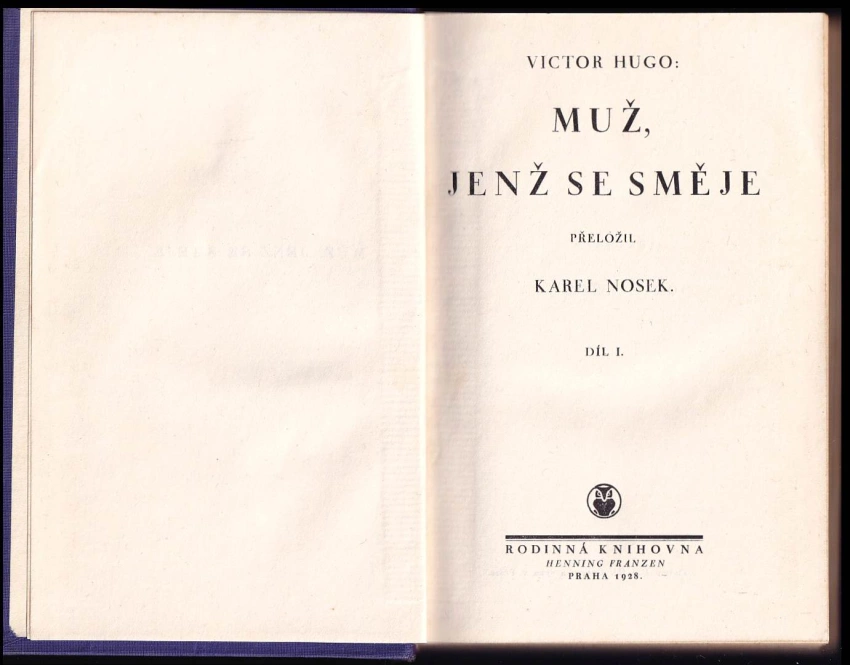 VICTOR HUGO:
MUŽ,
JENŽ SE SMĚJE
PŘELOŽIL
KAREL NOSEK.
DÍL I.
RODINNÁ KNIHOVNA
HENNING FRANZEN
PRAHA 1928.